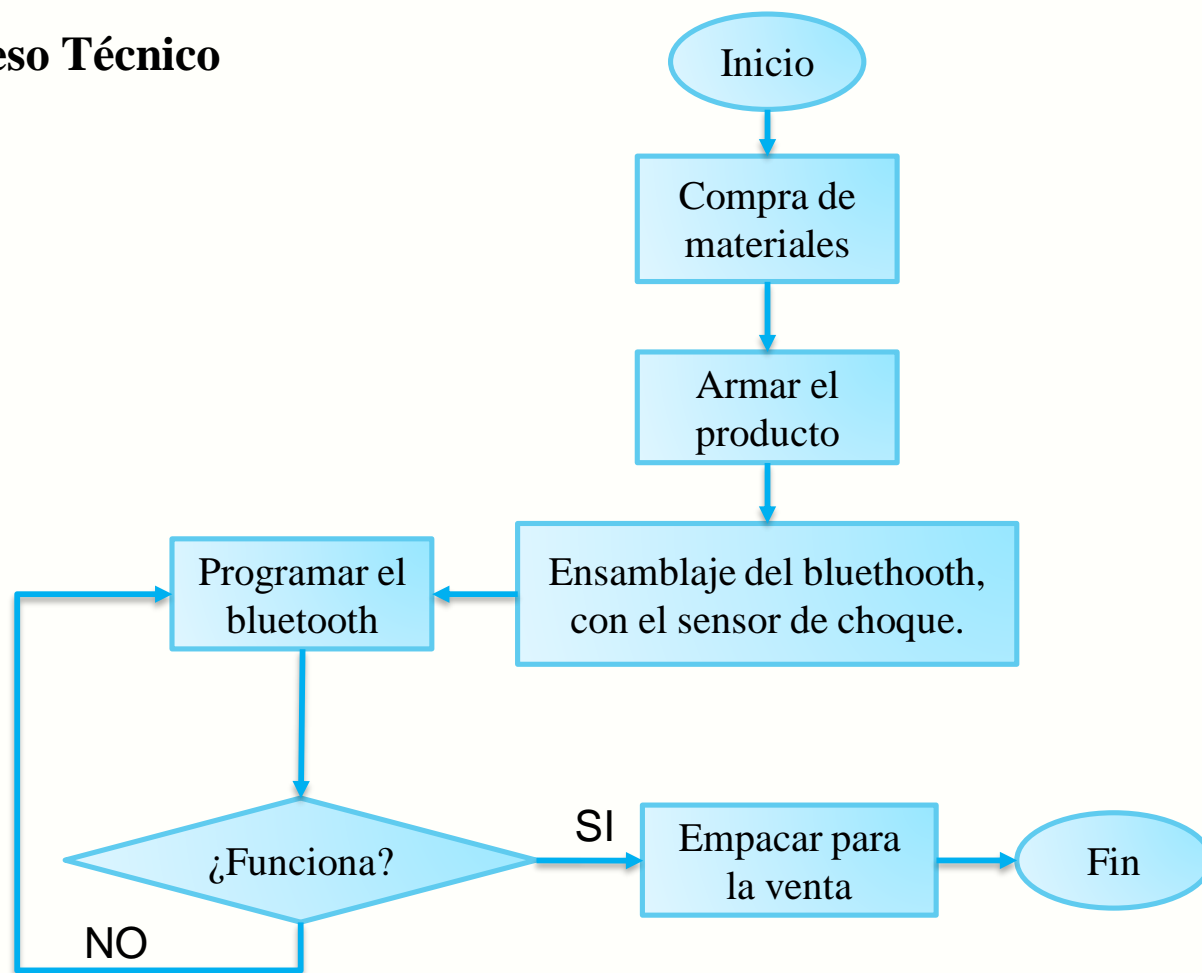 eso Técnico
Inicio
Compra de
materiales
Armar el
producto
Ensamblaje del bluethooth,
con el sensor de choque.
Programar el
bluetooth
¿Funciona?
SI
NO
Empacar para
la venta
Fin